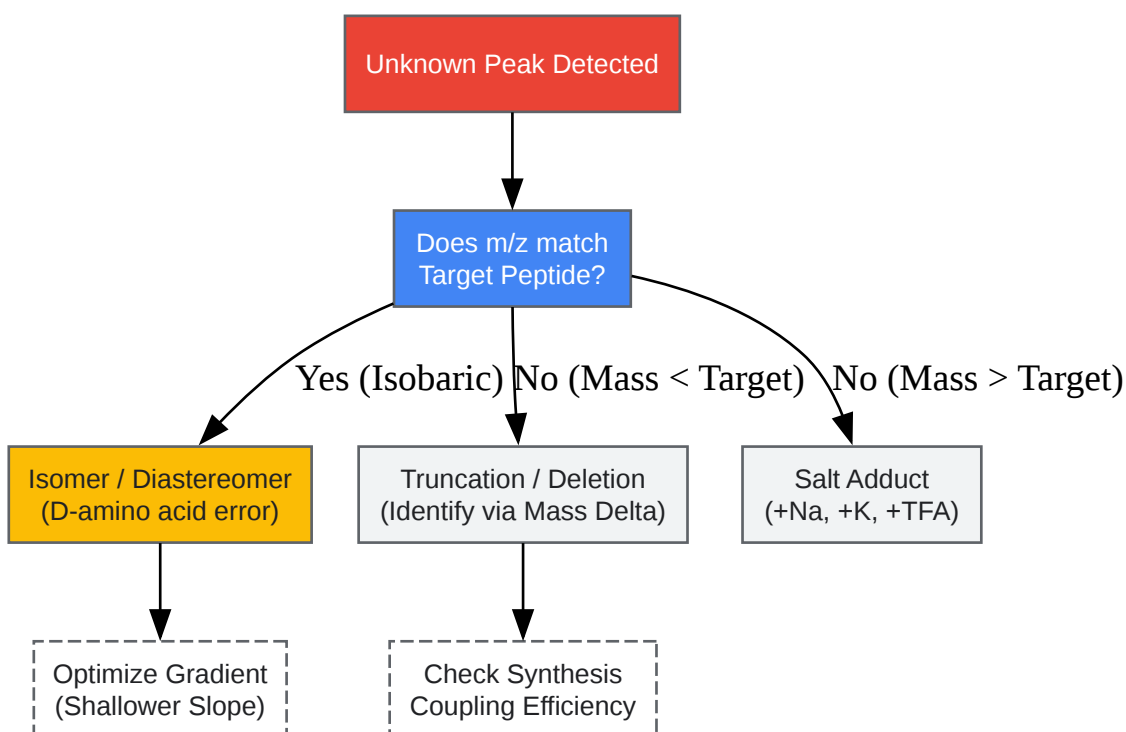 Unknown Peak Detected
Does m/z match
Target Peptide?
Yes (Isobaric)
No (Mass < Target)
No (Mass > Target)
Isomer / Diastereomer
(D-amino acid error)
Truncation / Deletion
(Identify via Mass Delta)
Salt Adduct
(+Na, +K, +TFA)
Optimize Gradient
(Shallower Slope)
Check Synthesis
Coupling Efficiency